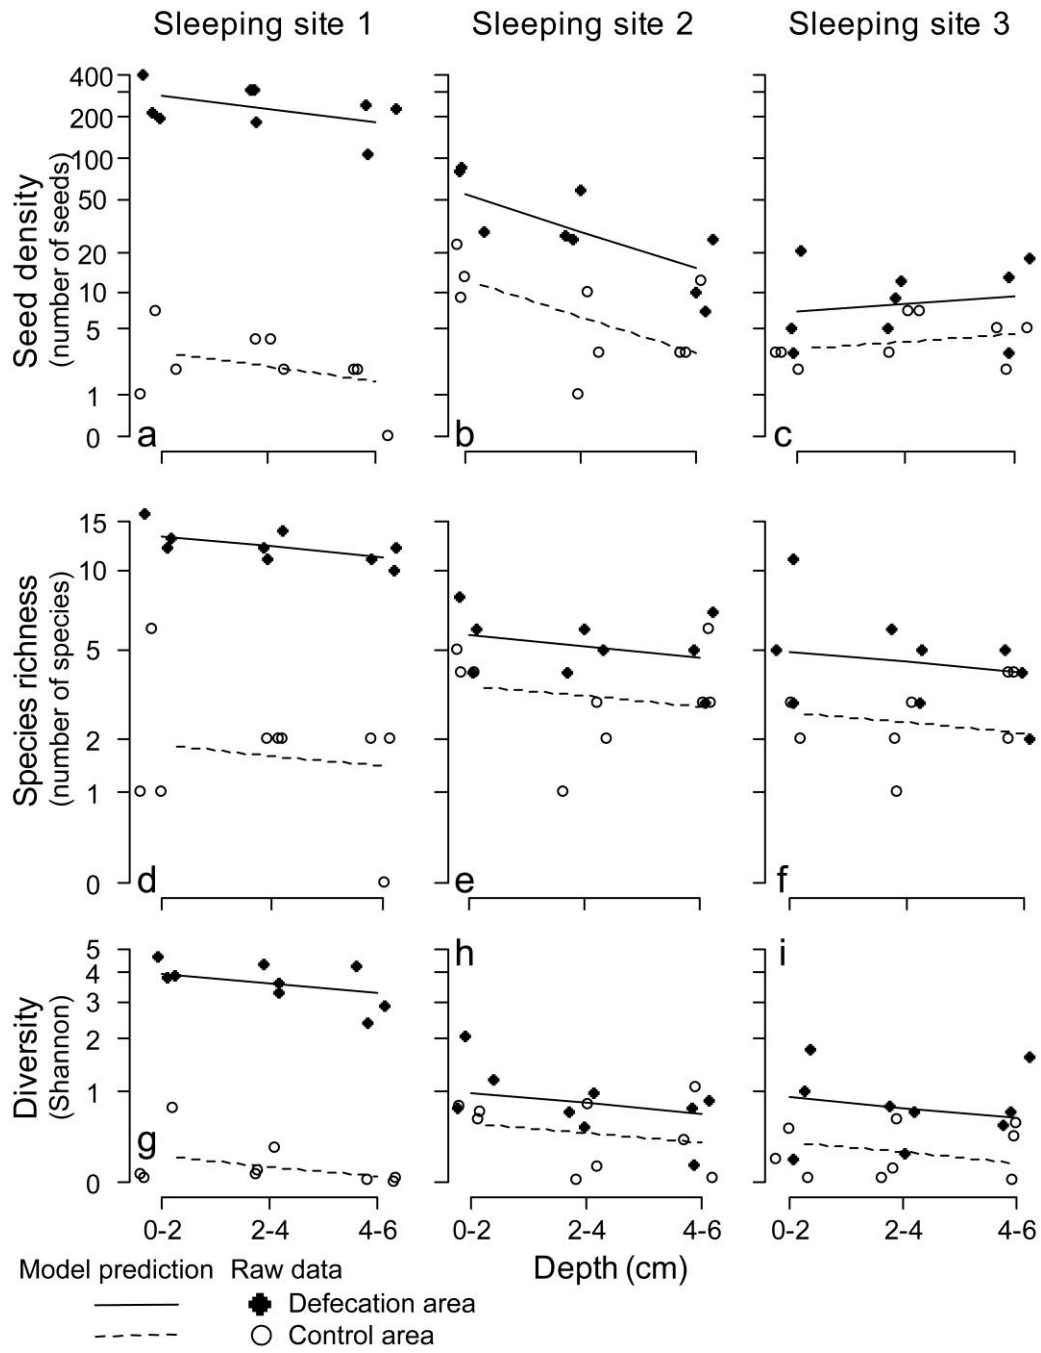 Sleeping site 1 Sleeping site 2 Sleeping site 3
Seed density
(number of seeds)
400
200
100
50
20
10
5
1
0
a b c
Species richness
(number of species)
15
10
5
2
1
0
d e f
Diversity
(Shannon)
5
4
3
2
1
0
g h i
0-2 2-4 4-6 0-2 2-4 4-6 0-2 2-4 4-6
Depth (cm)
Model prediction Raw data
Defecation area
Control area